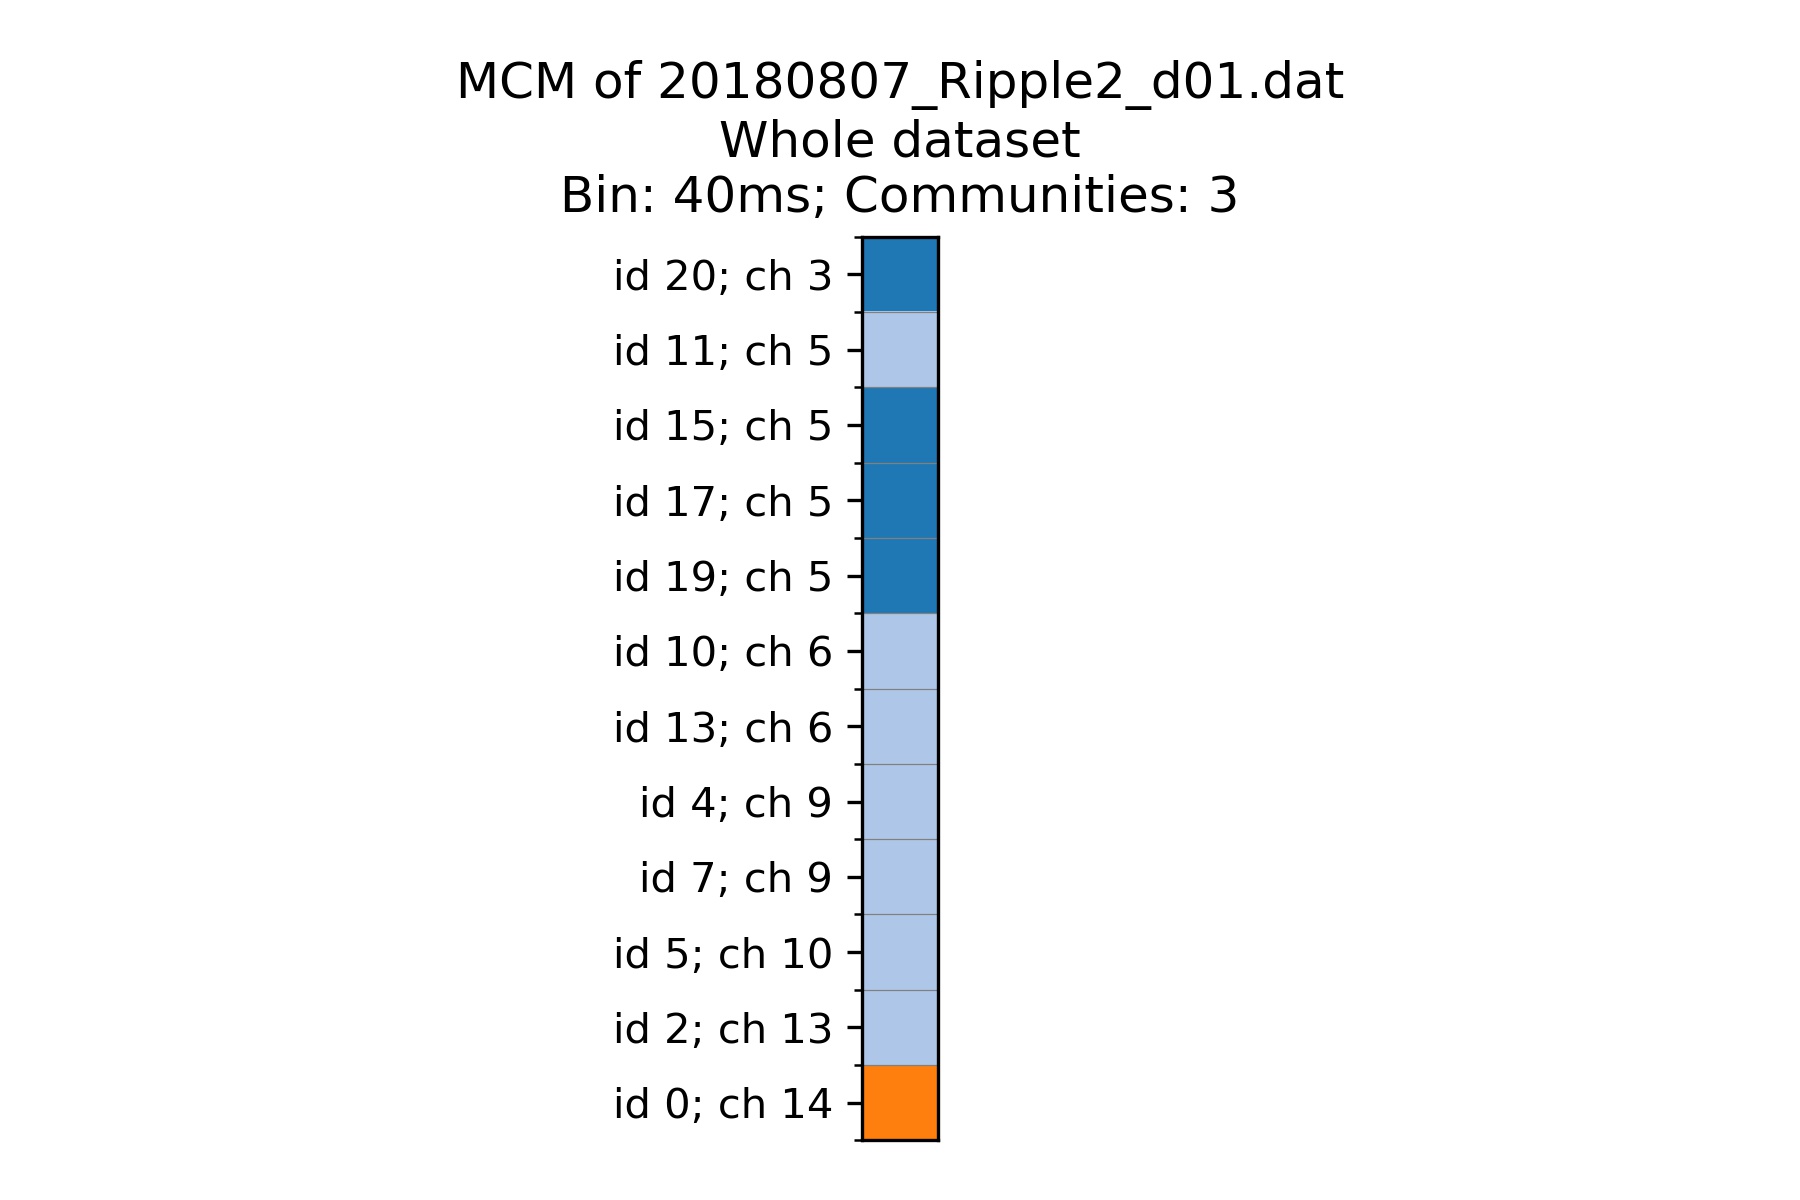 MCM of 20180807_Ripple2_d01.dat
Whole dataset
Bin: 40ms; Communities: 3
id 20; ch 3
id 11; ch 5
id 15; ch 5
id 17; ch 5
id 19; ch 5
id 10; ch 6
id 13; ch 6
id 4; ch 9
id 7; ch 9
id 5; ch 10
id 2; ch 13
id 0; ch 14